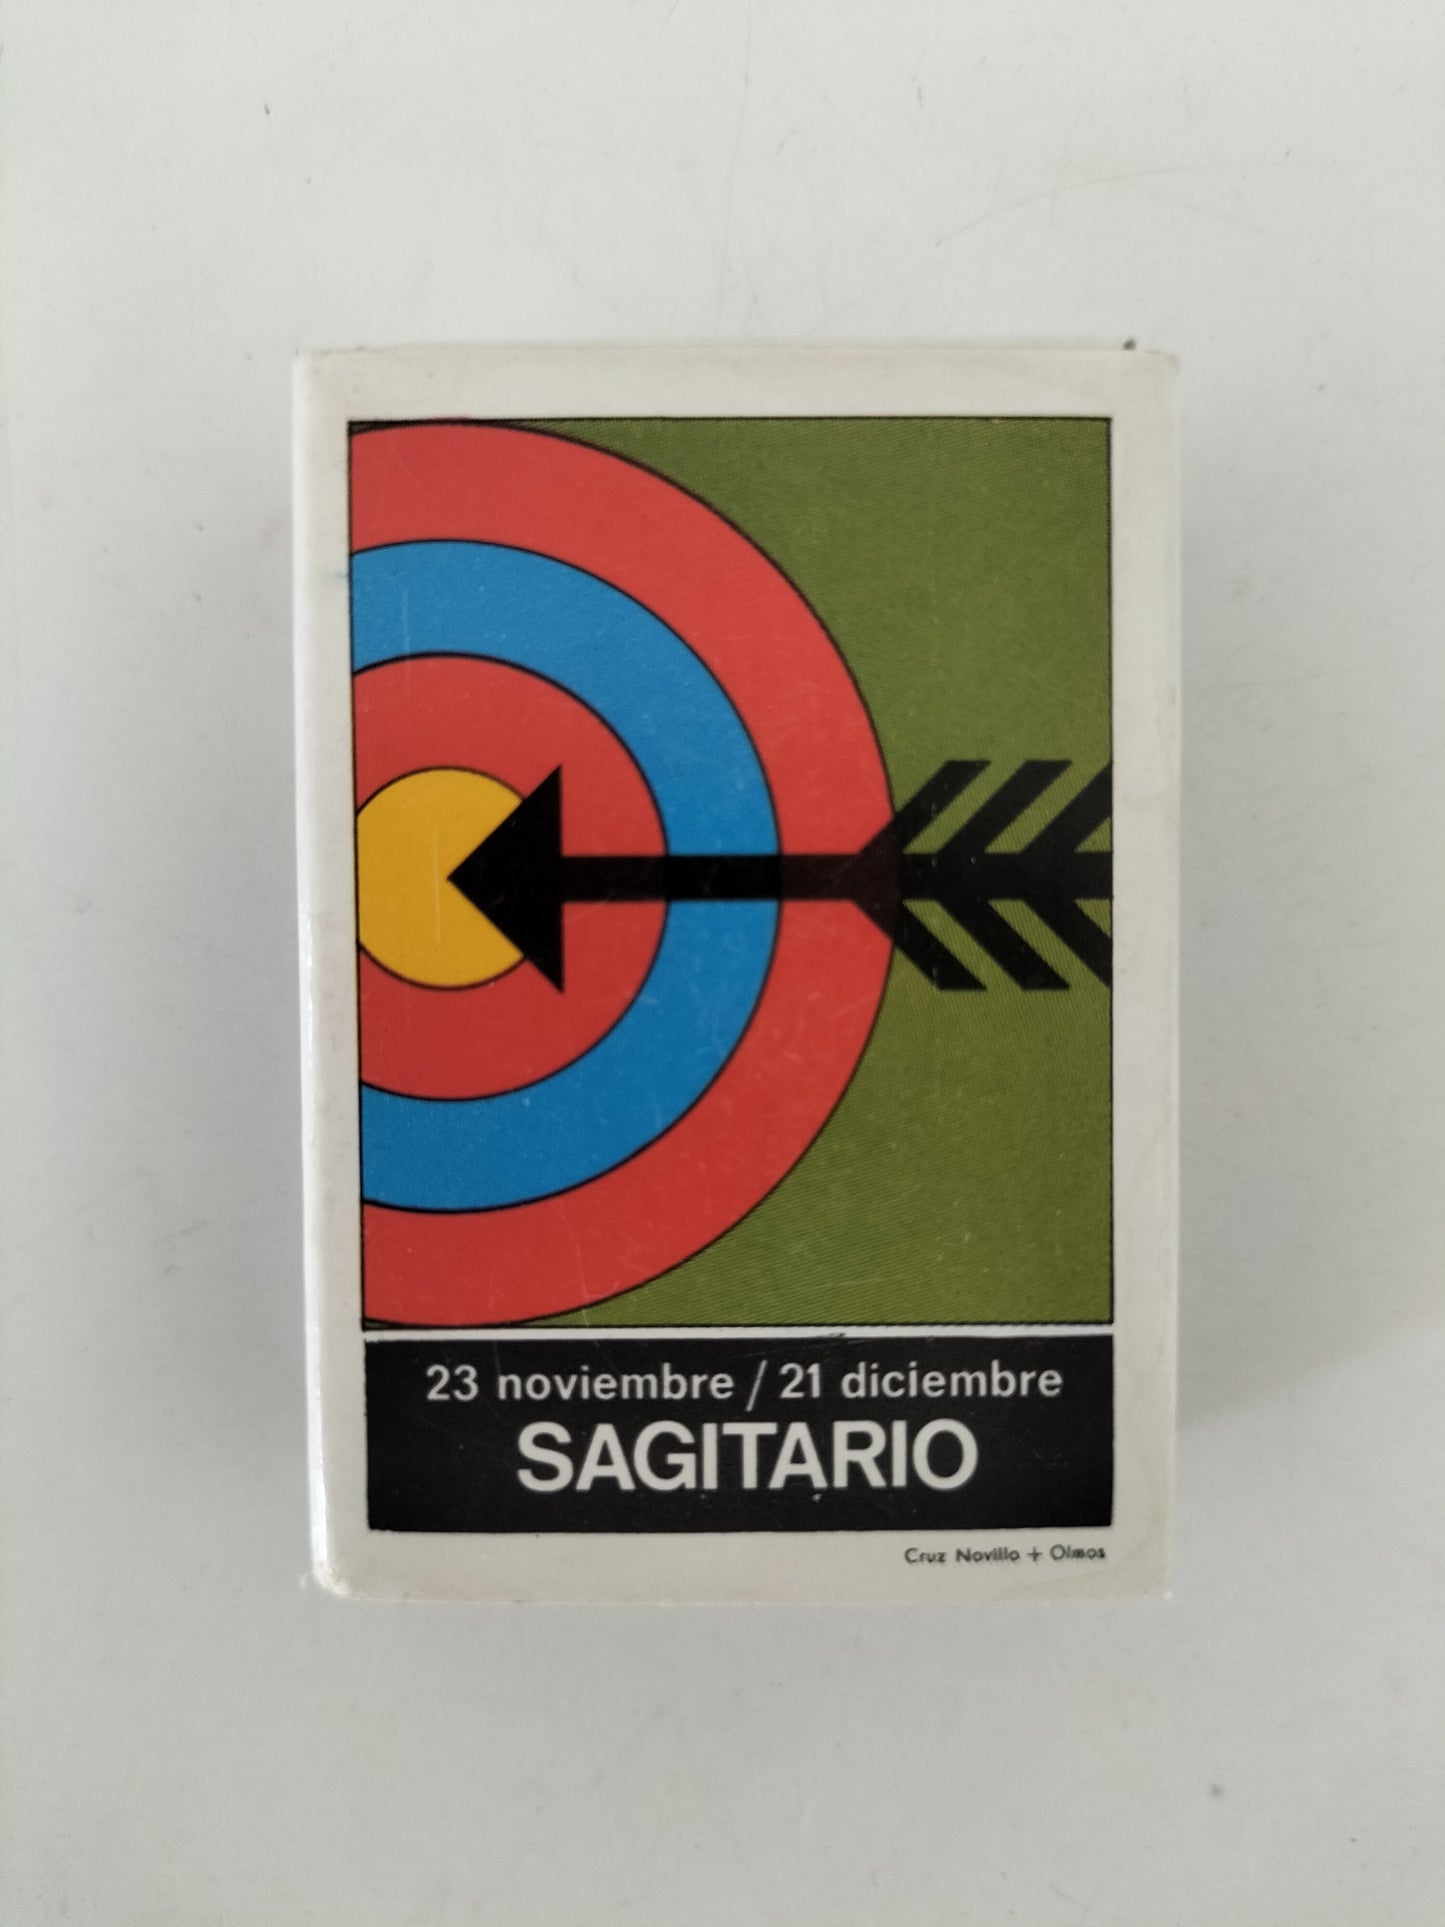 23 noviembre / 21 diciembre
SAGITARIO
Cruz Novillo + Olmos